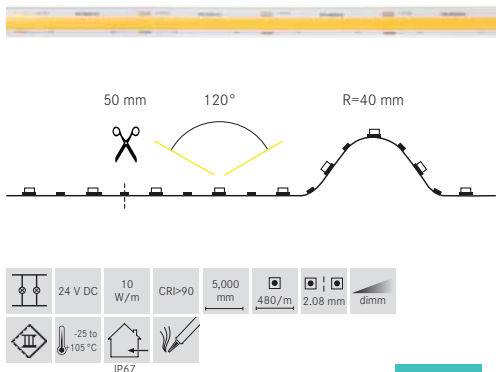 50 mm
120°
R=40 mm
24 V DC
10
W/m
CRI>90
5,000
mm
480/m
2.08 mm
dimm
III
-25 to
+105 °C
IP67